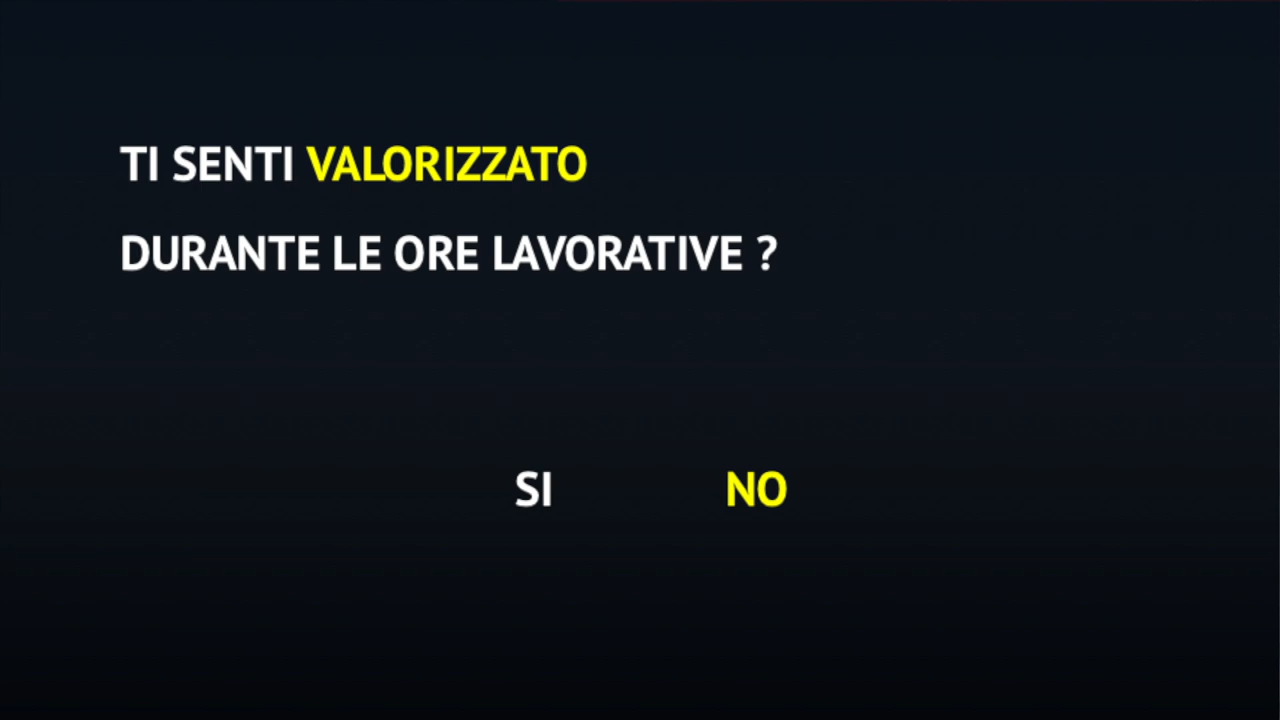 TI SENTI VALORIZZATO
DURANTE LE ORE LAVORATIVE ?
SI NO